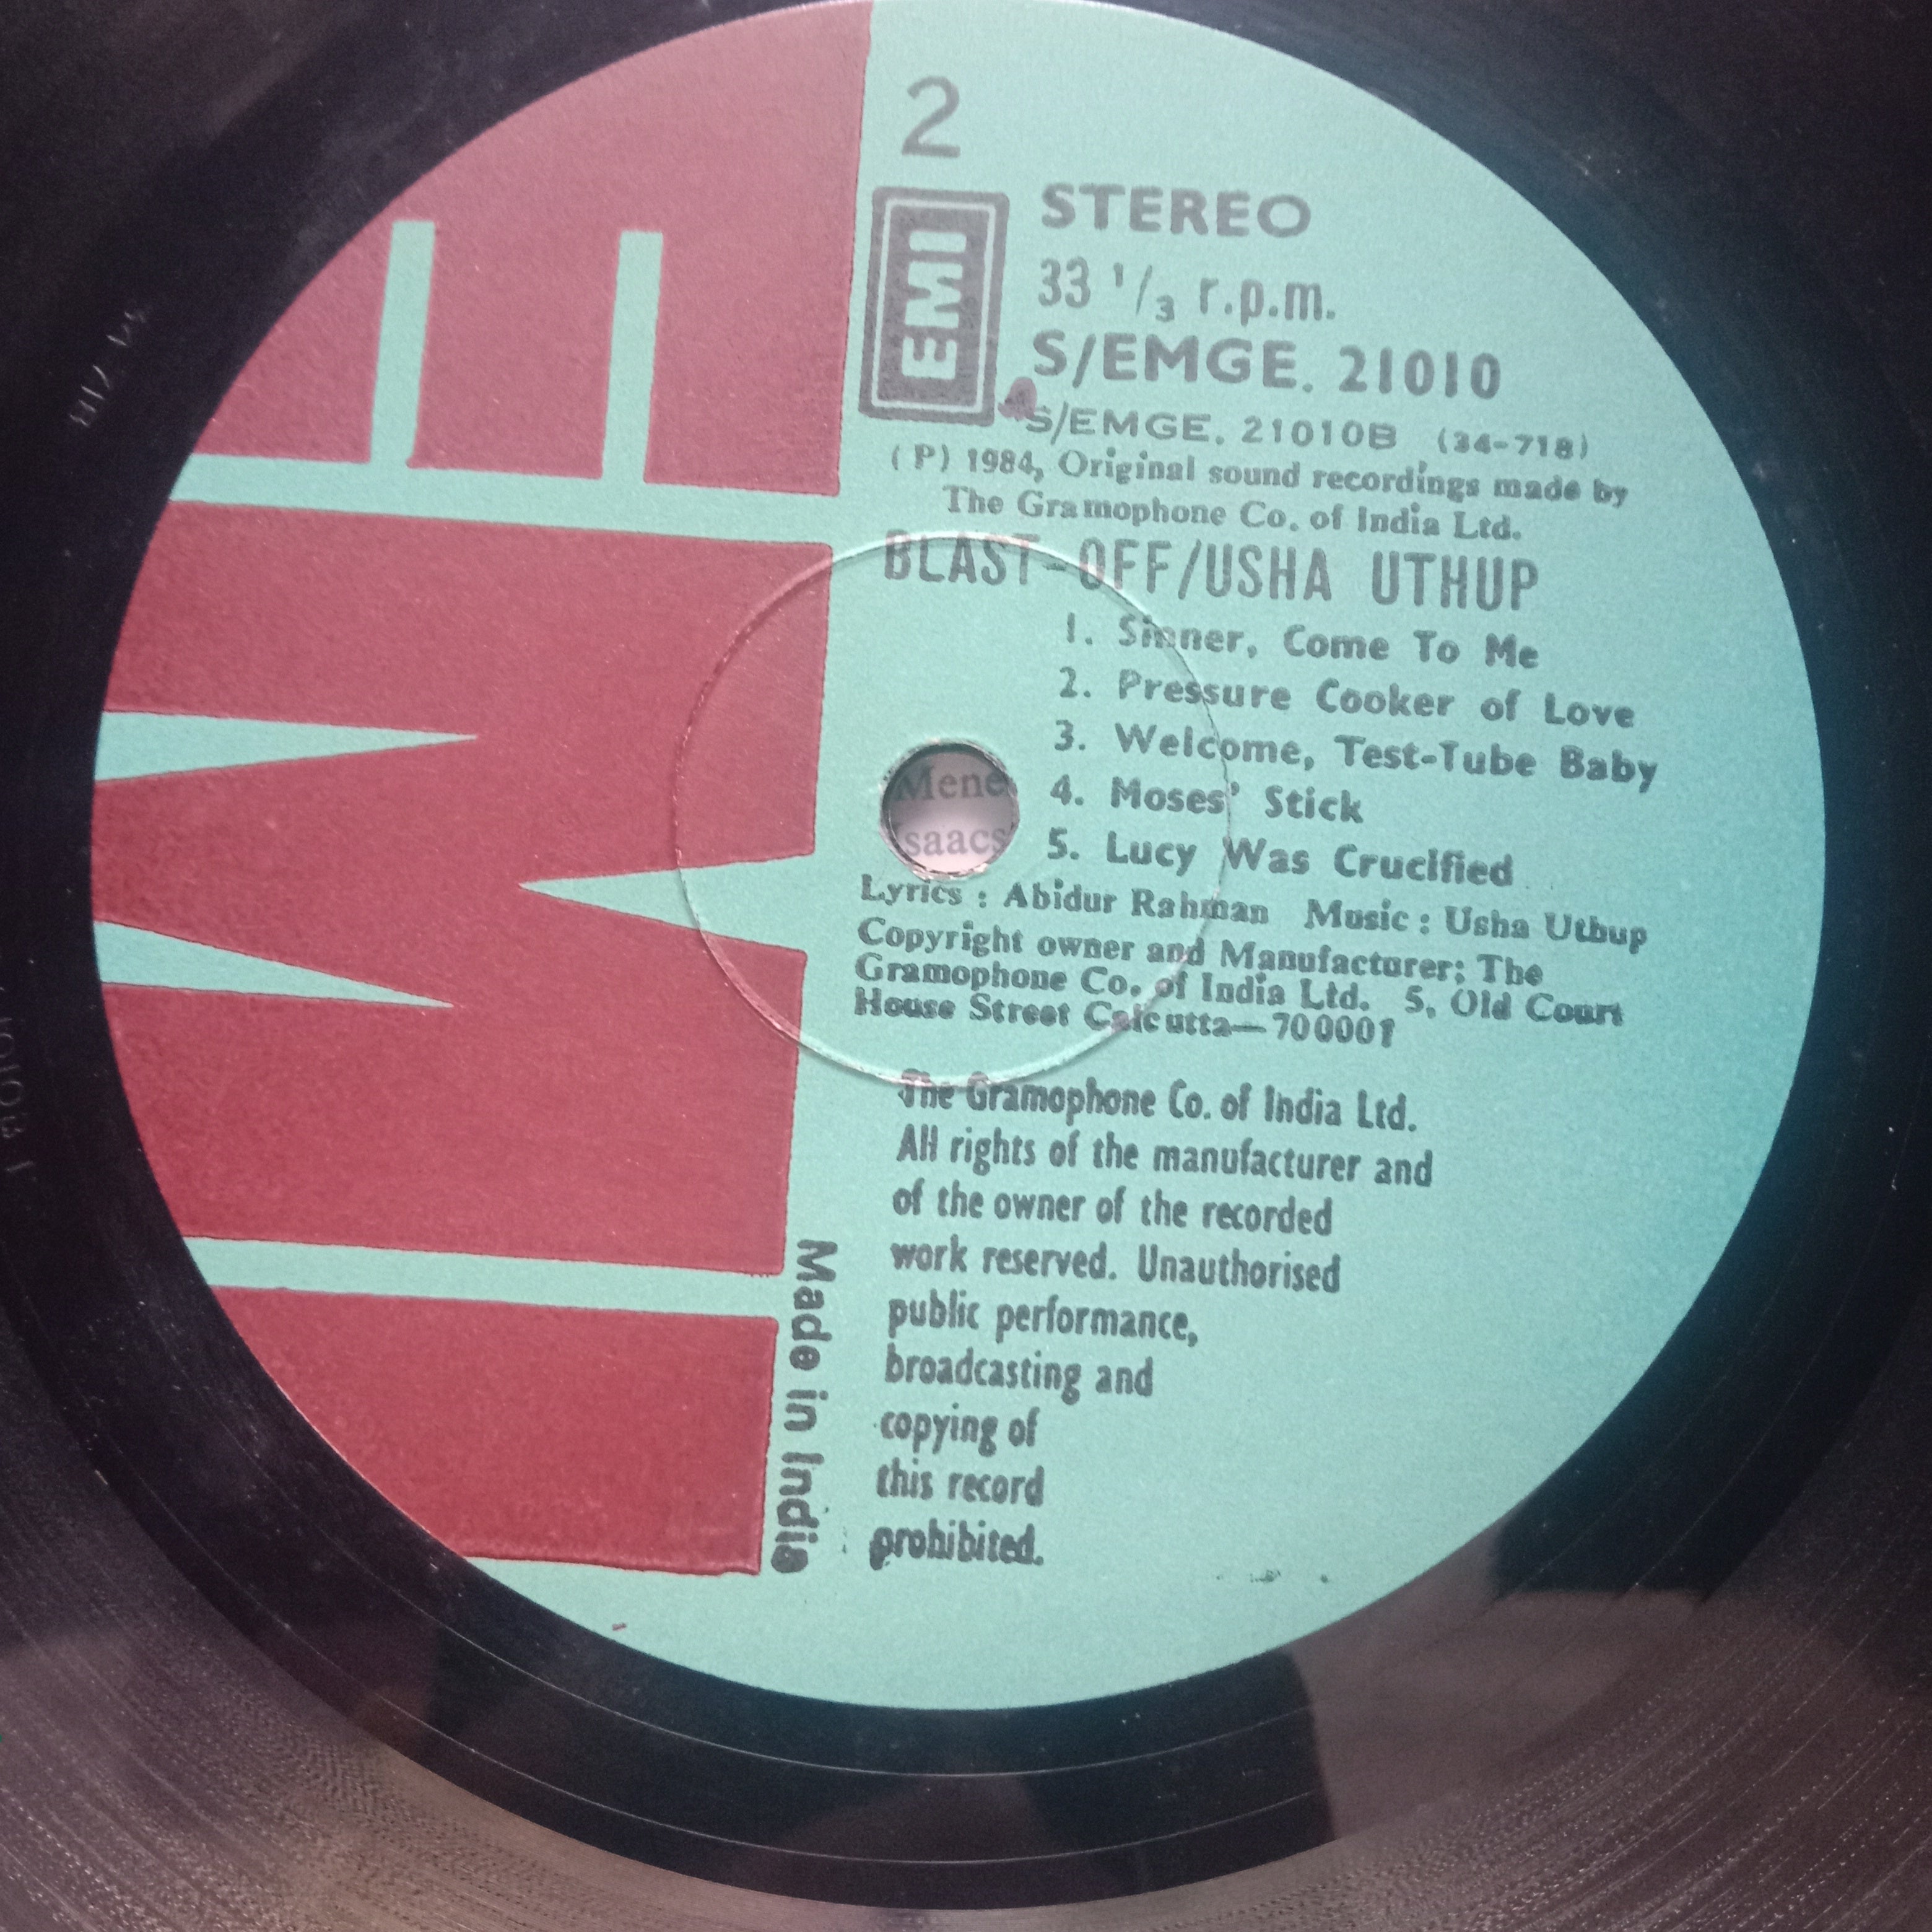 2
EMI
STEREO
33 1/3 r.p.m.
S/EMGE. 21010
S/EMGE. 21010B (34-718)
(P) 1984, Original sound recordings made by
The Gramophone Co. of India Ltd.
BLAST-OFF/USHA UTHUP
1. Sinner, Come To Me
2. Pressure Cooker of Love
3. Welcome, Test-Tube Baby
4. Moses' Stick
5. Lucy Was Crucified
Lyrics : Abidur Rahman Music : Usha Uthup
Copyright owner and Manufacturer: The
Gramophone Co. of India Ltd. 5, Old Court
House Street Calcutta—700001
The Gramophone Co. of India Ltd.
All rights of the manufacturer and
of the owner of the recorded
work reserved. Unauthorised
public performance,
broadcasting and
copying of
this record
prohibited.
Made in India
EMI
Mene
Isaacs
34-718